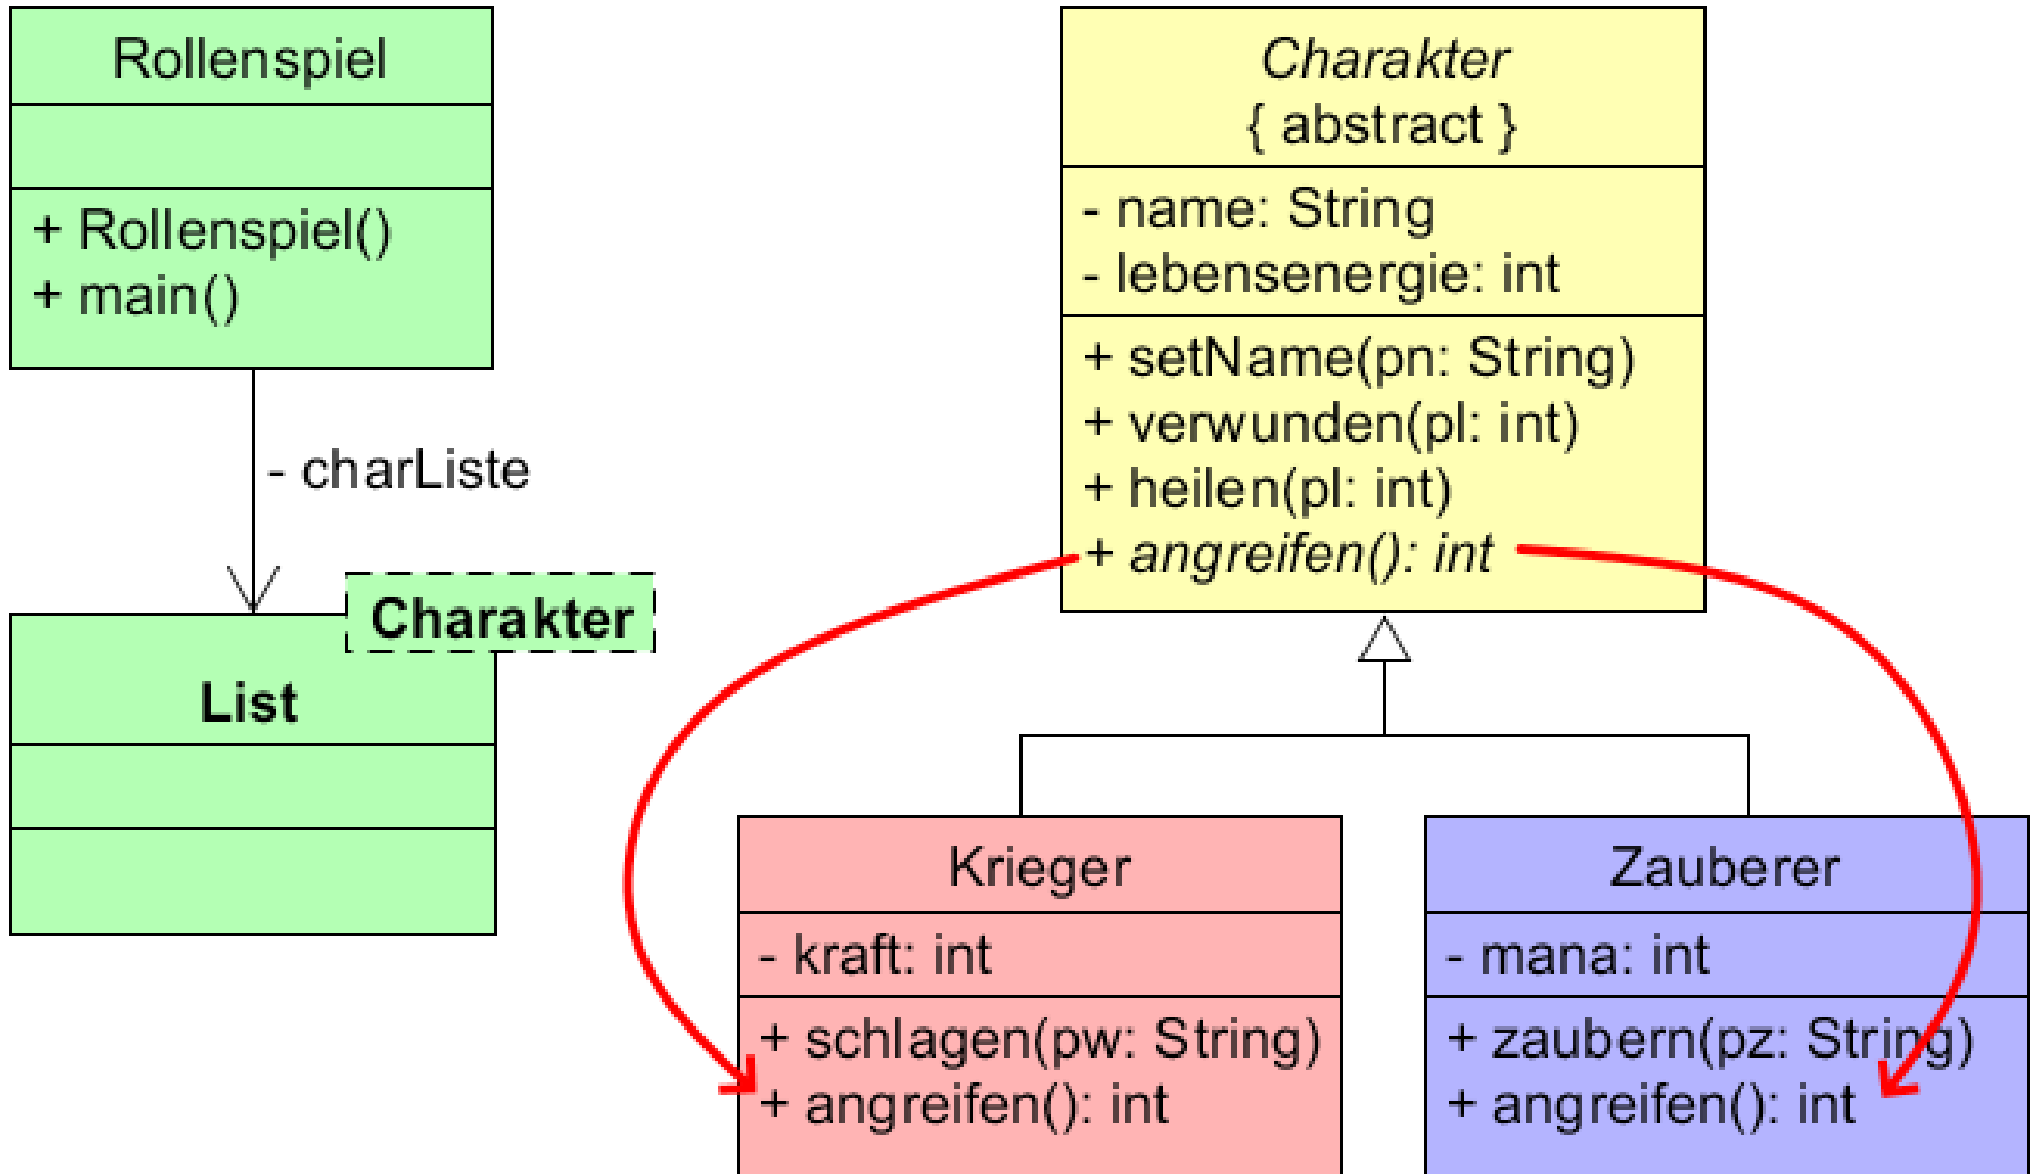 Rollenspiel
+ Rollenspiel()
+ main()
- charListe
Charakter
List
Charakter
{ abstract }
- name: String
- lebensenergie: int
+ setName(pn: String)
+ verwunden(pl: int)
+ heilen(pl: int)
+ angreifen(): int
Krieger
- kraft: int
+ schlagen(pw: String)
+ angreifen(): int
Zauberer
- mana: int
+ zaubern(pz: String)
+ angreifen(): int